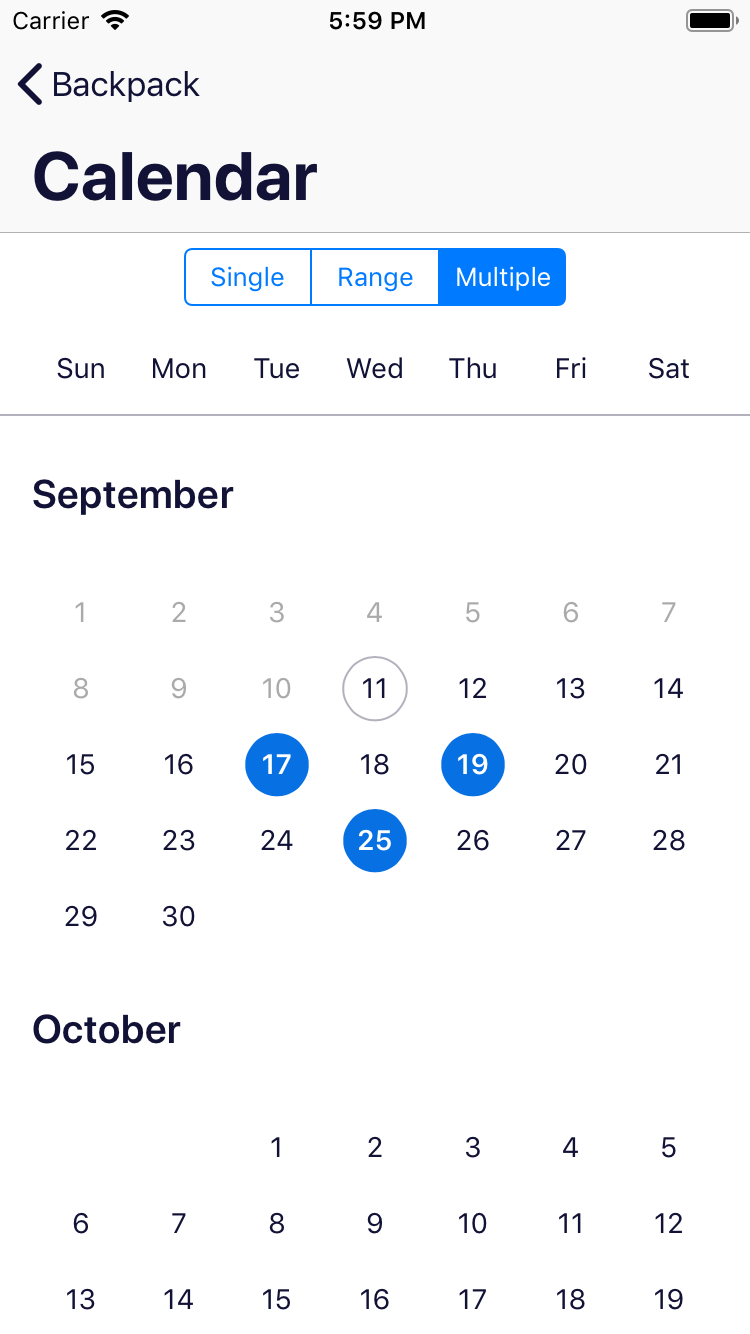 Carrier 5:59 PM
Backpack
Calendar
Single Range Multiple
Sun Mon Tue Wed Thu Fri Sat
September
1 2 3 4 5 6 7
8 9 10 11 12 13 14
15 16 17 18 19 20 21
22 23 24 25 26 27 28
29 30
October
1 2 3 4 5
6 7 8 9 10 11 12
13 14 15 16 17 18 19